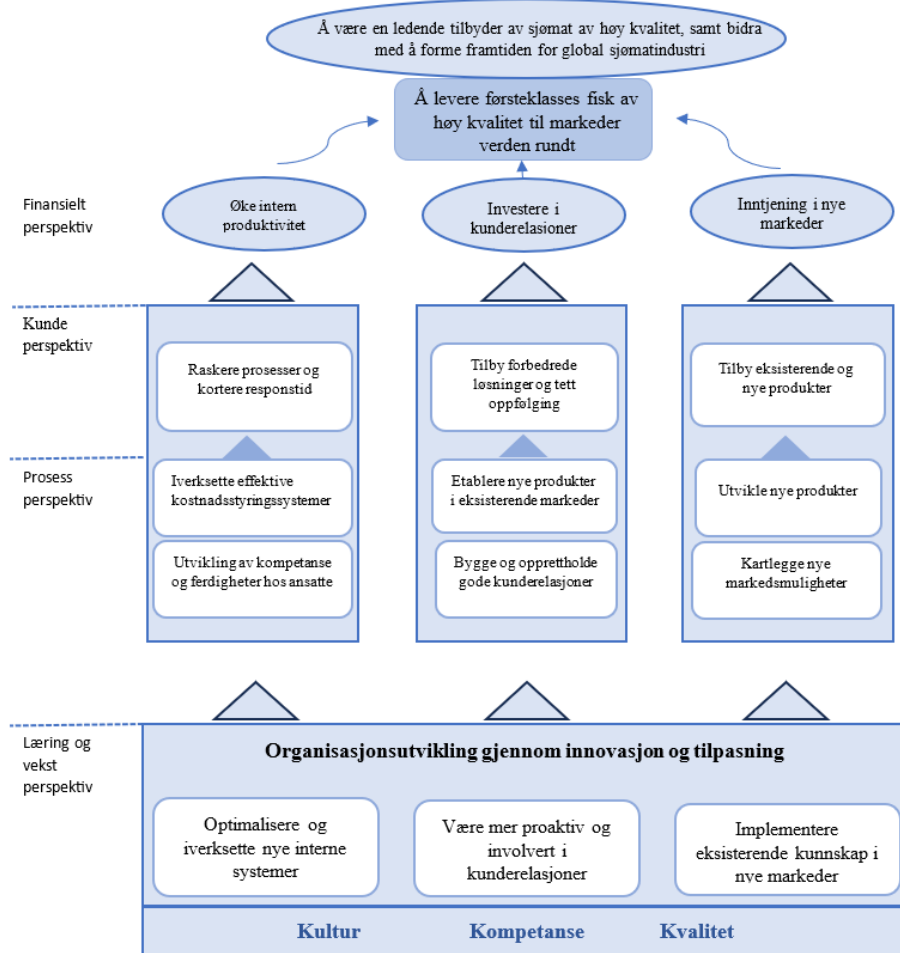 Å være en ledende tilbyder av sjømat av høy kvalitet, samt bidra
med å forme framtiden for global sjømatindustri
Å levere førsteklasses fisk av
høy kvalitet til markeder
verden rundt
Finansielt
perspektiv
Øke intern
produktivitet
Investere i
kunderelasioner
Inntjening i nye
markeder
Kunde
perspektiv
Raskere prosesser og
kortere responstid
Tilby forbedrede
løsninger og tett
oppfølging
Tilby eksisterende og
nye produkter
Prosess
perspektiv
Iverksette effektive
kostnadsstyringssystemer
Etablere nye produkter
i eksisterende markeder
Utvikle nye produkter
Utvikling av kompetanse
og ferdigheter hos ansatte
Bygge og opprettholde
gode kunderelasjoner
Kartlegge nye
markedsmuligheter
Læring og
vekst
perspektiv
Organisasjonsutvikling gjennom innovasjon og tilpasning
Optimalisere og
iverksette nye interne
systemer
Være mer proaktiv og
involvert i
kunderelasjoner
Implementere
eksisterende kunnskap i
nye markeder
Kultur Kompetanse Kvalitet